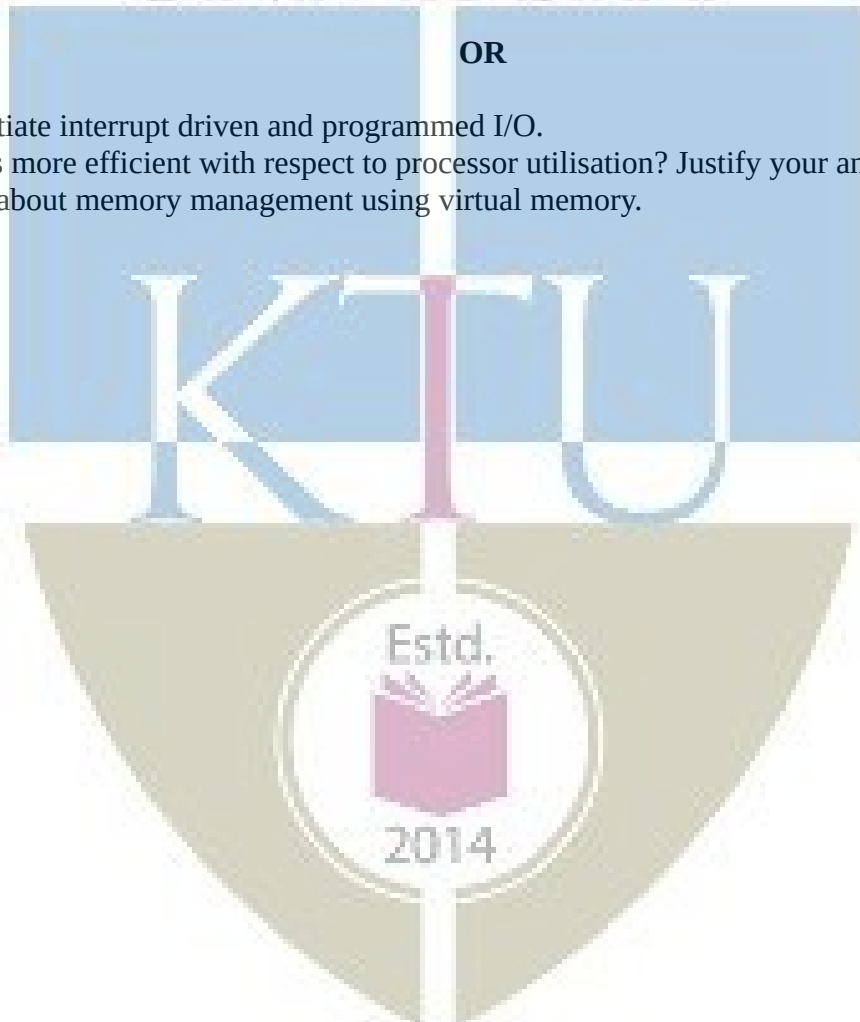 OR
tiate interrupt driven and programmed I/O.
s more efficient with respect to processor utilisation? Justify your an
about memory management using virtual memory.
KTU
Estd.
2014